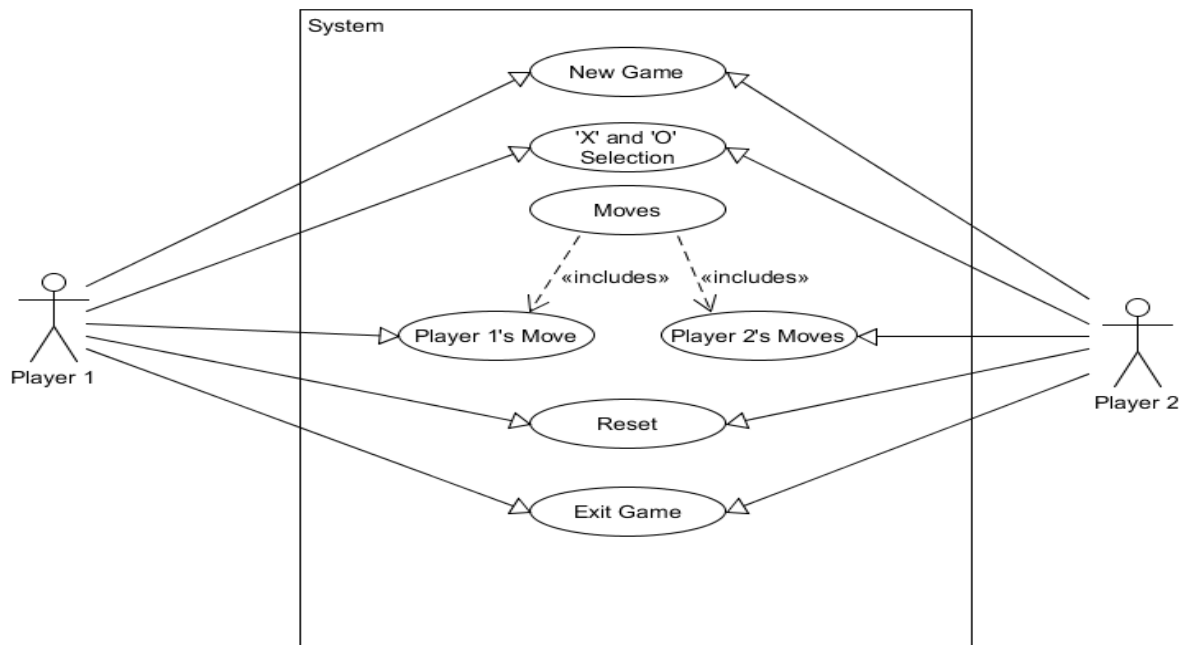 System
New Game
'X' and 'O'
Selection
Moves
«includes» «includes»
Player 1's Move
Player 2's Moves
Player 1
Player 2
Reset
Exit Game